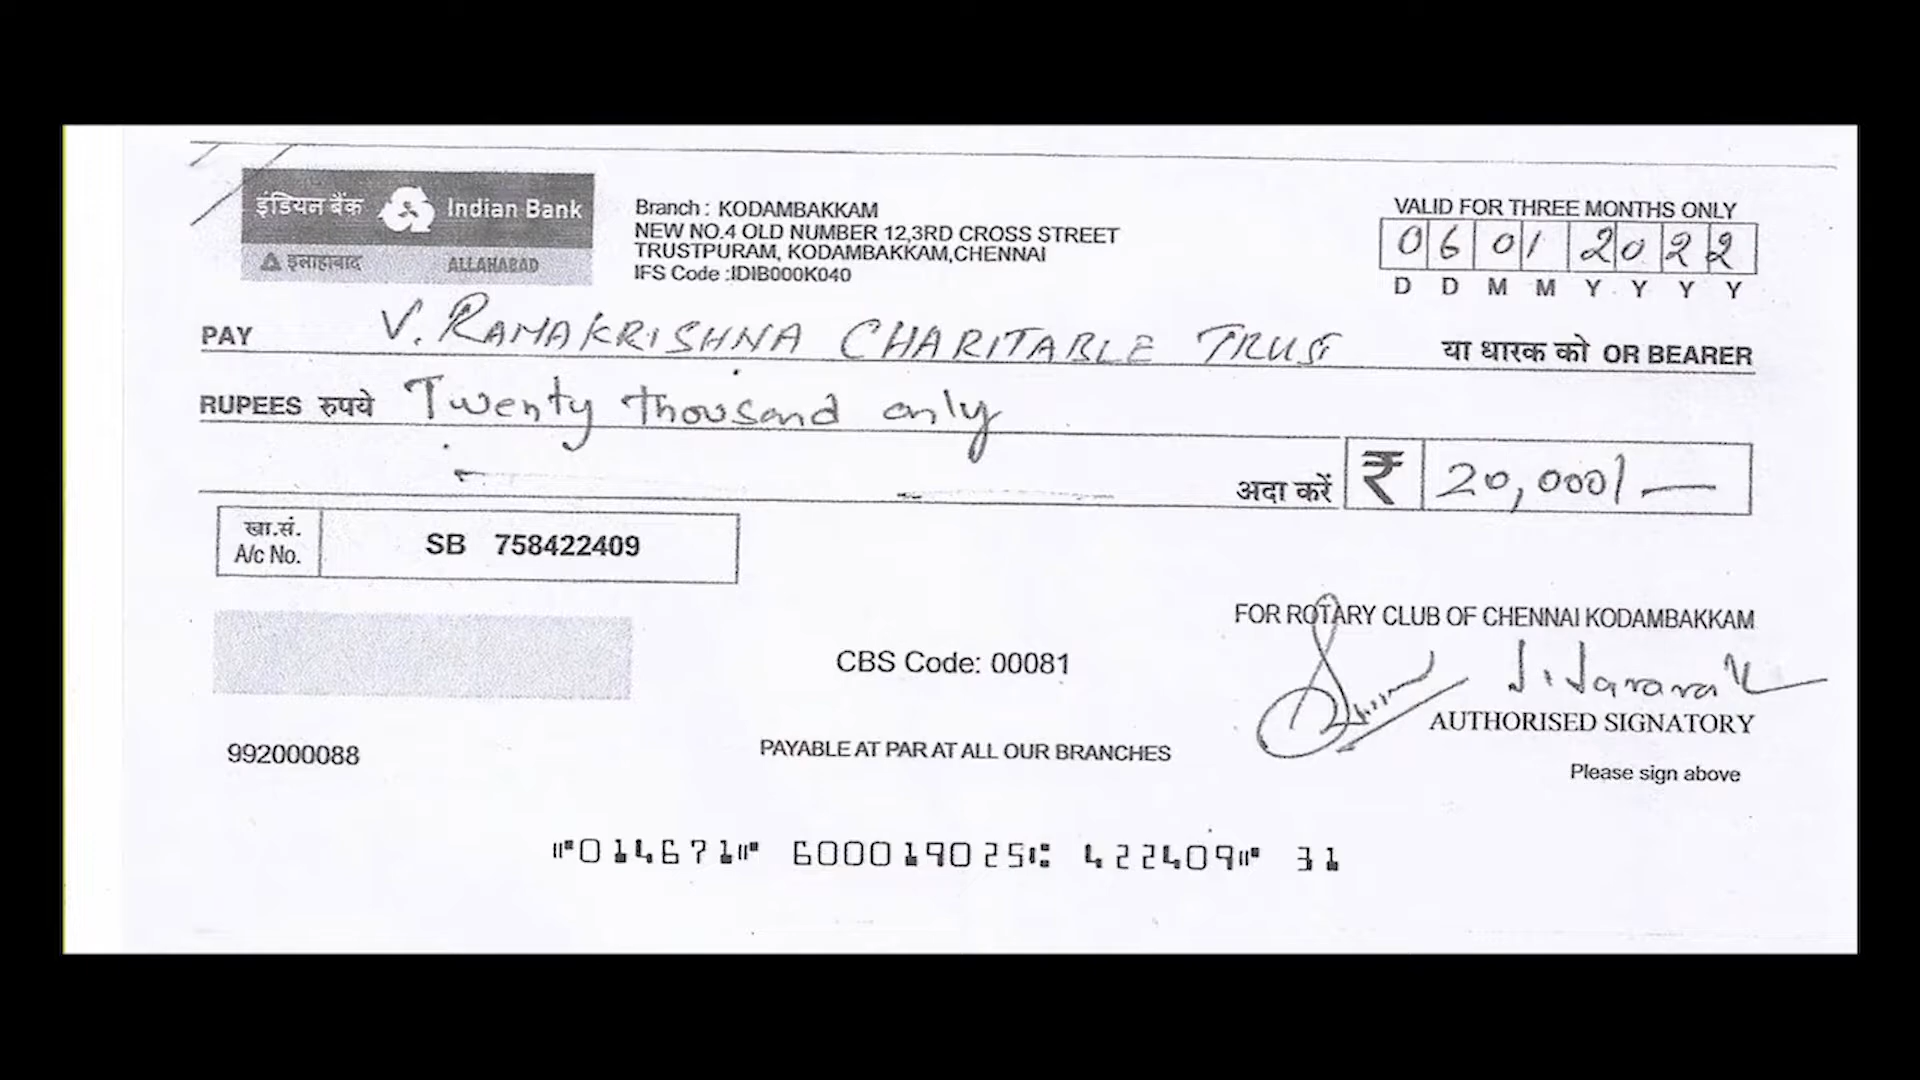 इंडियन बैंक Indian Bank
इलाहाबाद ALLAHABAD
Branch : KODAMBAKKAM
NEW NO.4 OLD NUMBER 12,3RD CROSS STREET
TRUSTPURAM, KODAMBAKKAM,CHENNAI
IFS Code :IDIB000K040
VALID FOR THREE MONTHS ONLY
06012022
D D M M Y Y Y Y
PAY V. RAMAKRISHNA CHARITABLE TRUST या धारक को OR BEARER
RUPEES रुपये Twenty thousand only
अदा करें ₹ 20,000/—
खा.सं.
A/c No. SB 758422409
FOR ROTARY CLUB OF CHENNAI KODAMBAKKAM
CBS Code: 00081
AUTHORISED SIGNATORY
992000088
PAYABLE AT PAR AT ALL OUR BRANCHES
Please sign above
⑈014671⑈ 600019025⑆ 422409⑈ 31